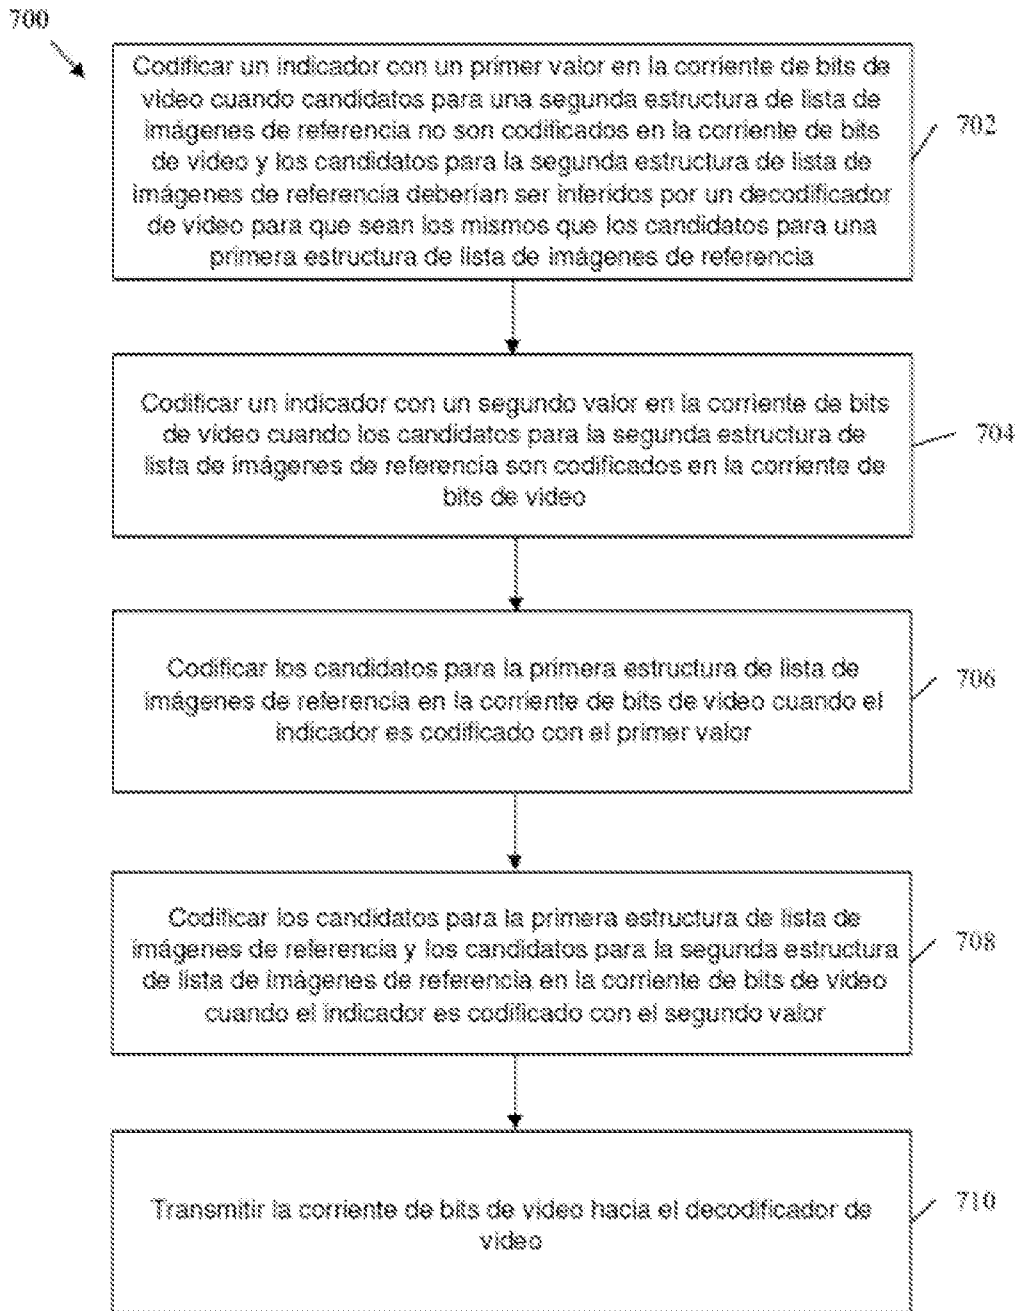 700
Codificar un indicador con un primer valor en la corriente de bits
de video cuando candidatos para una segunda estructura de lista de
imágenes de referencia no son codificados en la corriente de bits
de video y los candidatos para la segunda estructura de lista de
imágenes de referencia deberían ser inferidos por un decodificador
de video para que sean los mismos que los candidatos para una
primera estructura de lista de imágenes de referencia
702
Codificar un indicador con un segundo valor en la corriente de bits
de video cuando los candidatos para la segunda estructura de
lista de imágenes de referencia son codificados en la corriente de
bits de video
704
Codificar los candidatos para la primera estructura de lista de
imágenes de referencia en la corriente de bits de video cuando el
indicador es codificado con el primer valor
706
Codificar los candidatos para la primera estructura de lista de
imágenes de referencia y los candidatos para la segunda estructura
de lista de imágenes de referencia en la corriente de bits de video
cuando el indicador es codificado con el segundo valor
708
Transmitir la corriente de bits de video hacia el decodificador de
video
710